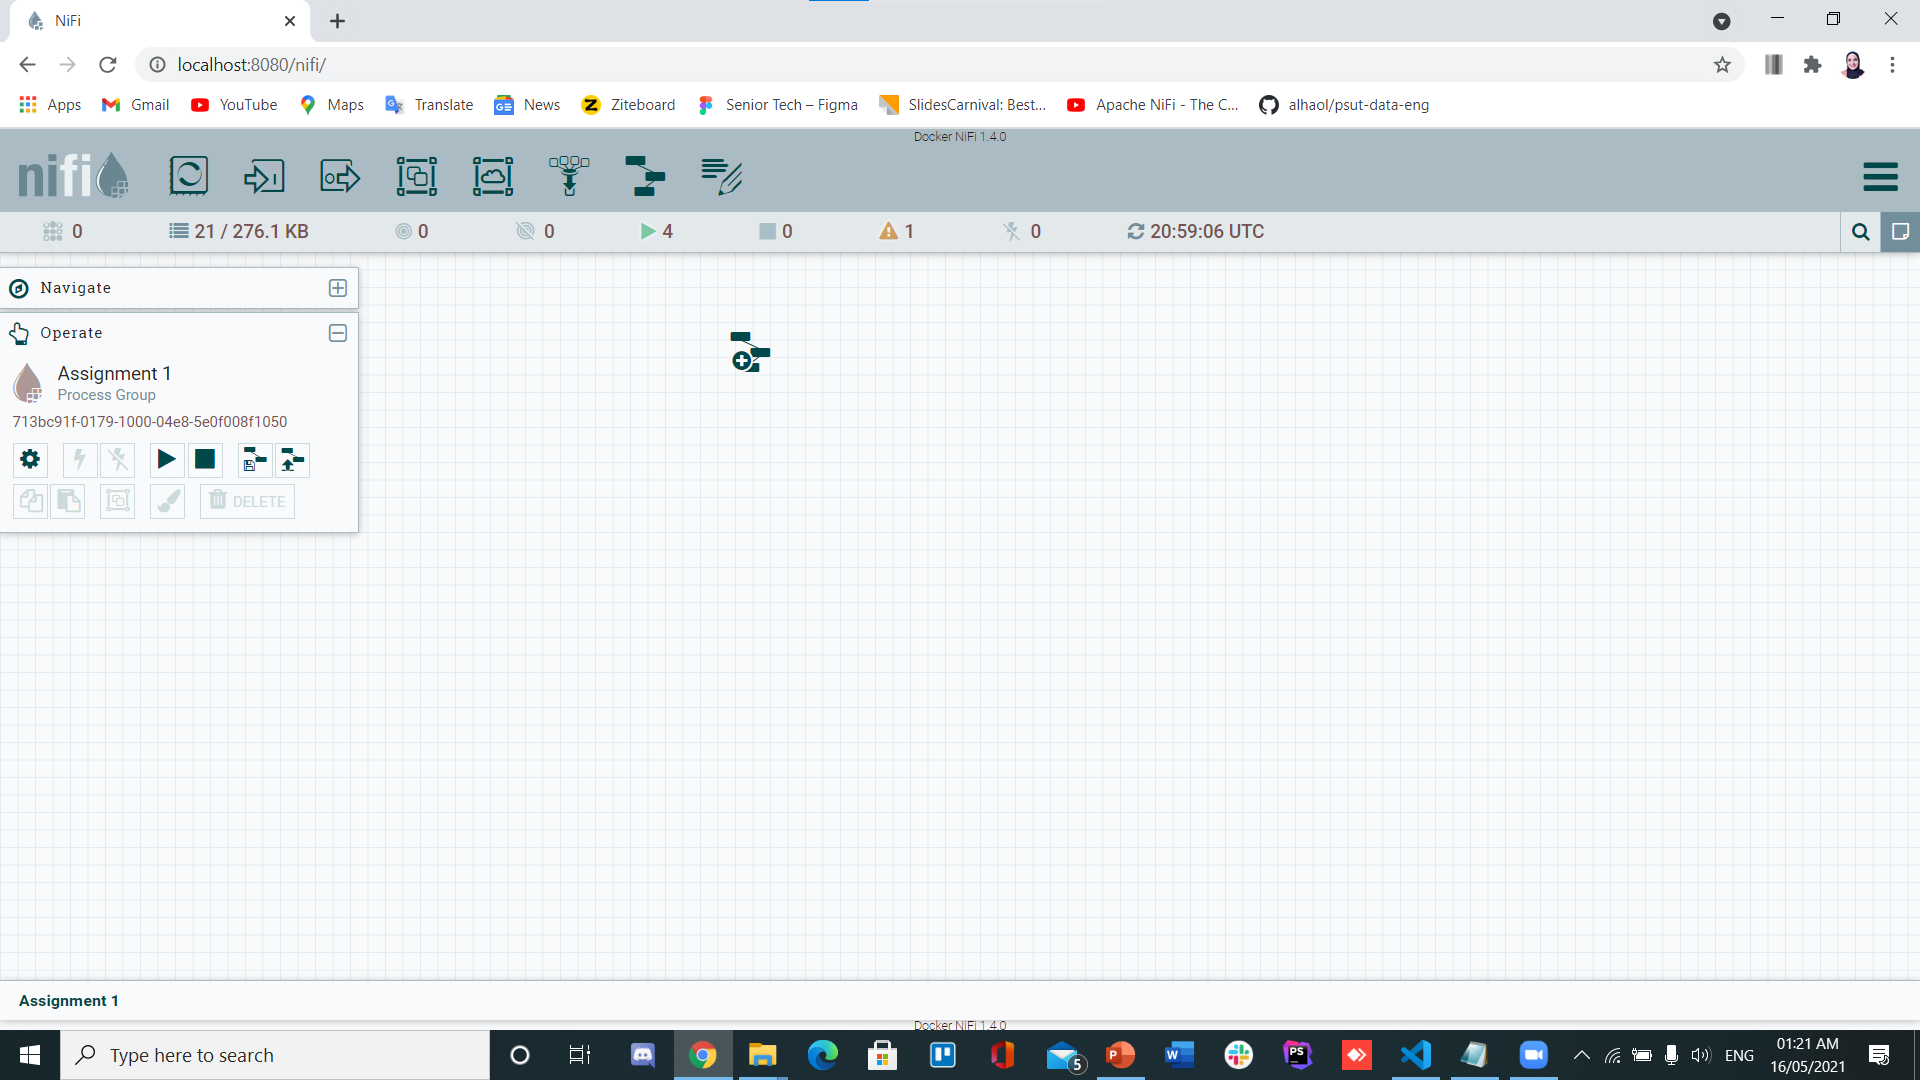 NiFi
localhost:8080/nifi/
Apps
Gmail
YouTube
Maps
Translate
News
Ziteboard
Senior Tech – Figma
SlidesCarnival: Best...
Apache NiFi - The C...
alhaol/psut-data-eng
Docker NiFi 1.4.0
nifi
0
21 / 276.1 KB
0
0
4
0
1
0
20:59:06 UTC
Navigate
Operate
Assignment 1
Process Group
713bc91f-0179-1000-04e8-5e0f008f1050
DELETE
Assignment 1
Docker NiFi 1.4.0
Type here to search
5
ENG
01:21 AM
16/05/2021